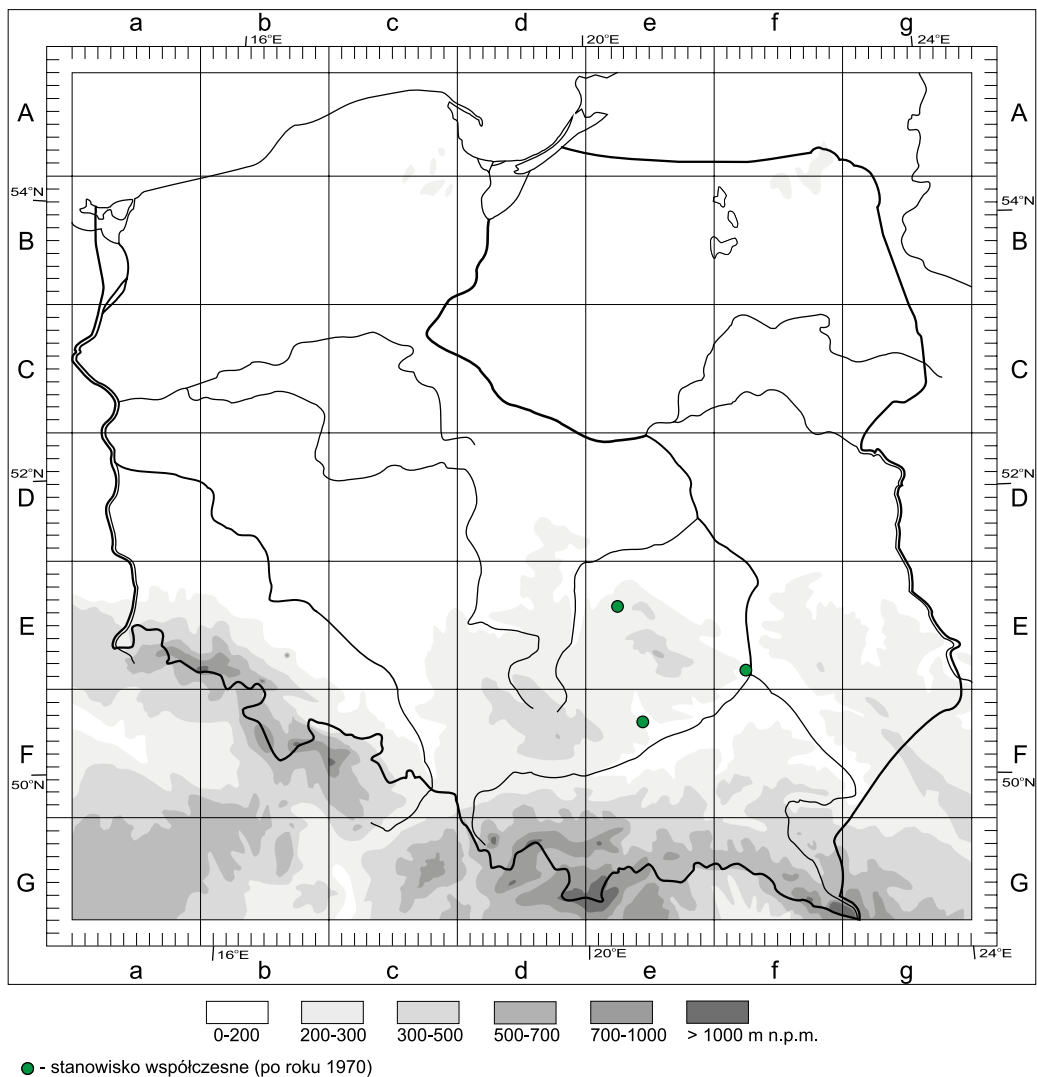 a b c d e f g
16°E 20°E 24°E
A A
54°N 54°N
B B
C C
52°N 52°N
D D
E E
F F
50°N 50°N
G G
16°E 20°E 24°E
a b c d e f g
0-200 200-300 300-500 500-700 700-1000 > 1000 m n.p.m.
- stanowisko współczesne (po roku 1970)